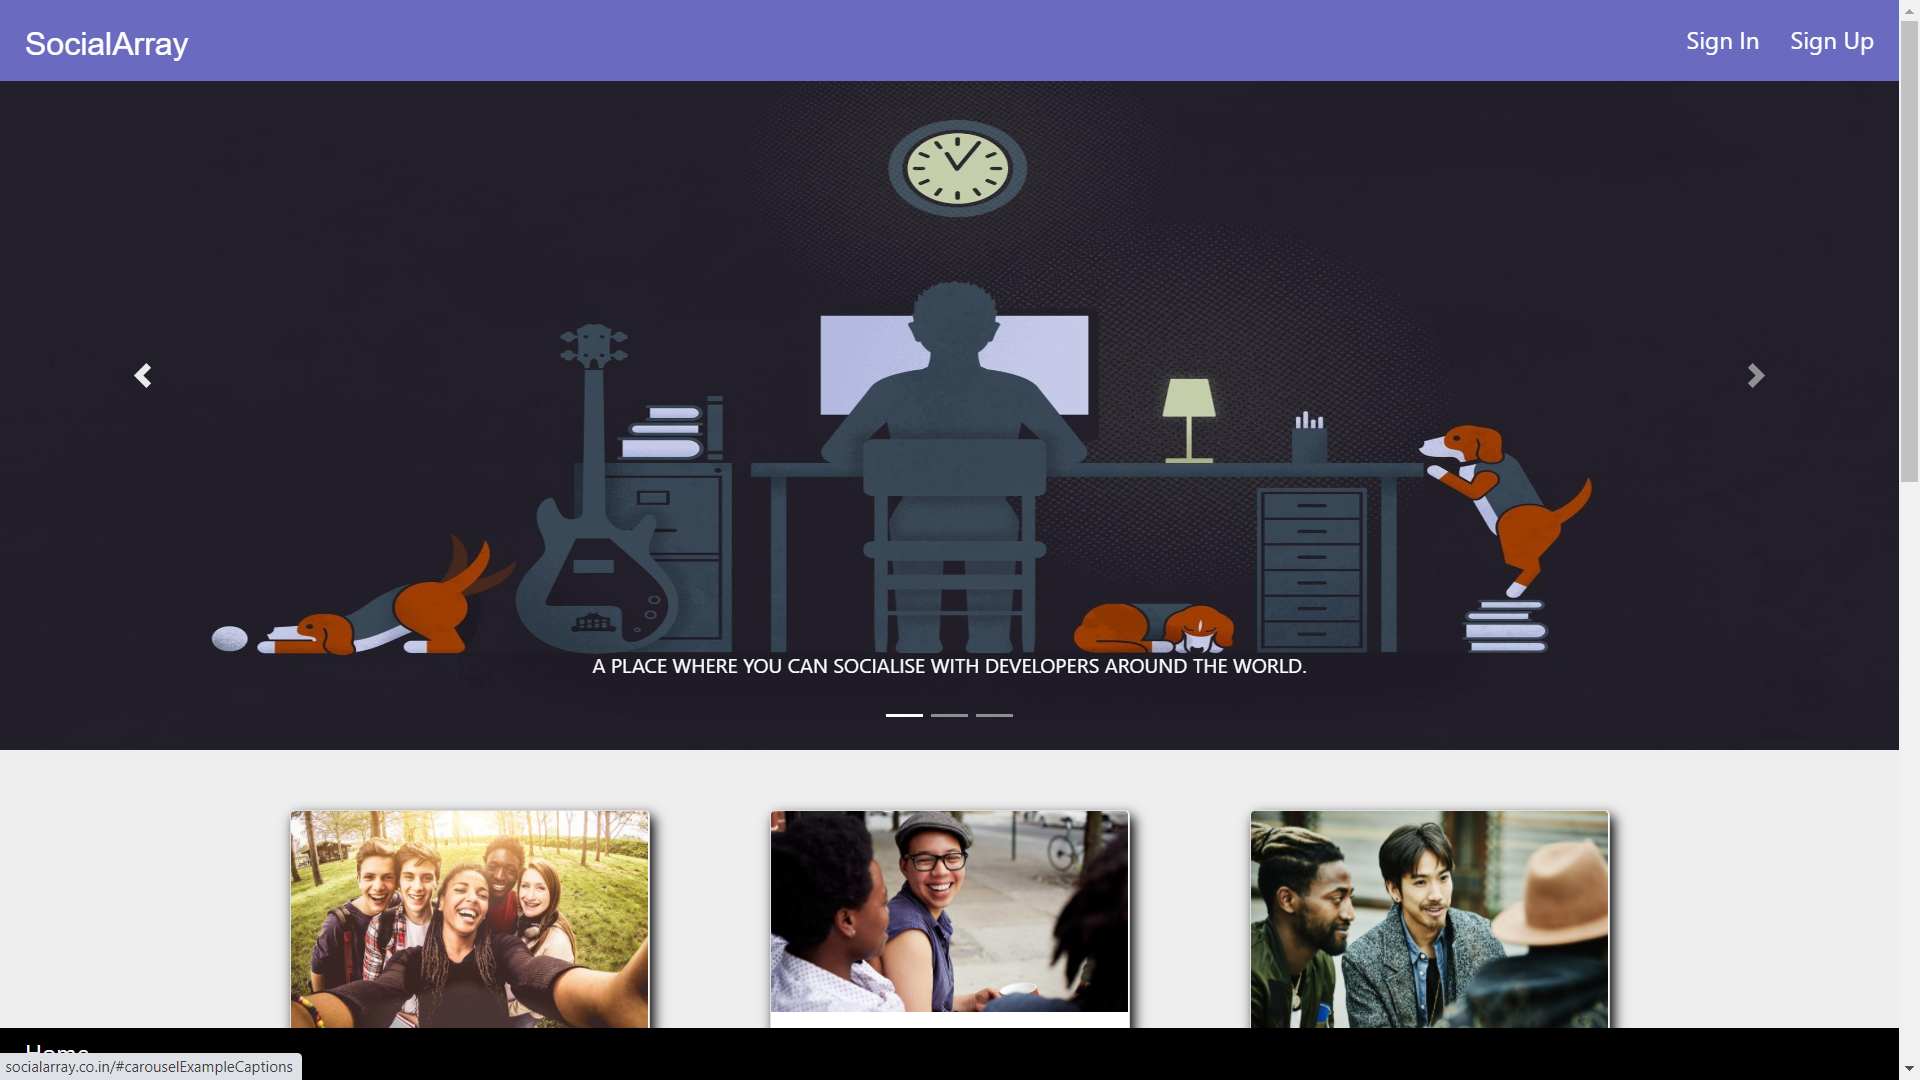 SocialArray
Sign In
Sign Up
A PLACE WHERE YOU CAN SOCIALISE WITH DEVELOPERS AROUND THE WORLD.
Home
socialarray.co.in/#carouselExampleCaptions